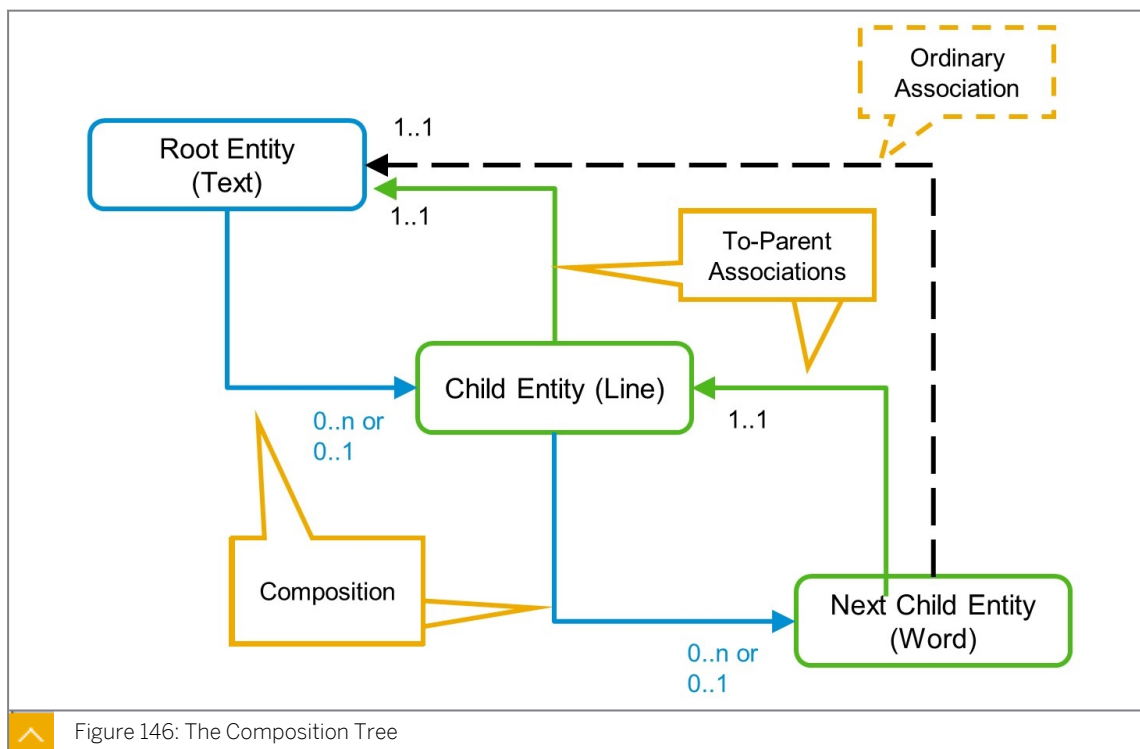 Ordinary
Association
1..1
Root Entity
(Text)
1..1
To-Parent
Associations
Child Entity (Line)
0..n or
0..1
1..1
Composition
Next Child Entity
(Word)
0..n or
0..1
Figure 146: The Composition Tree